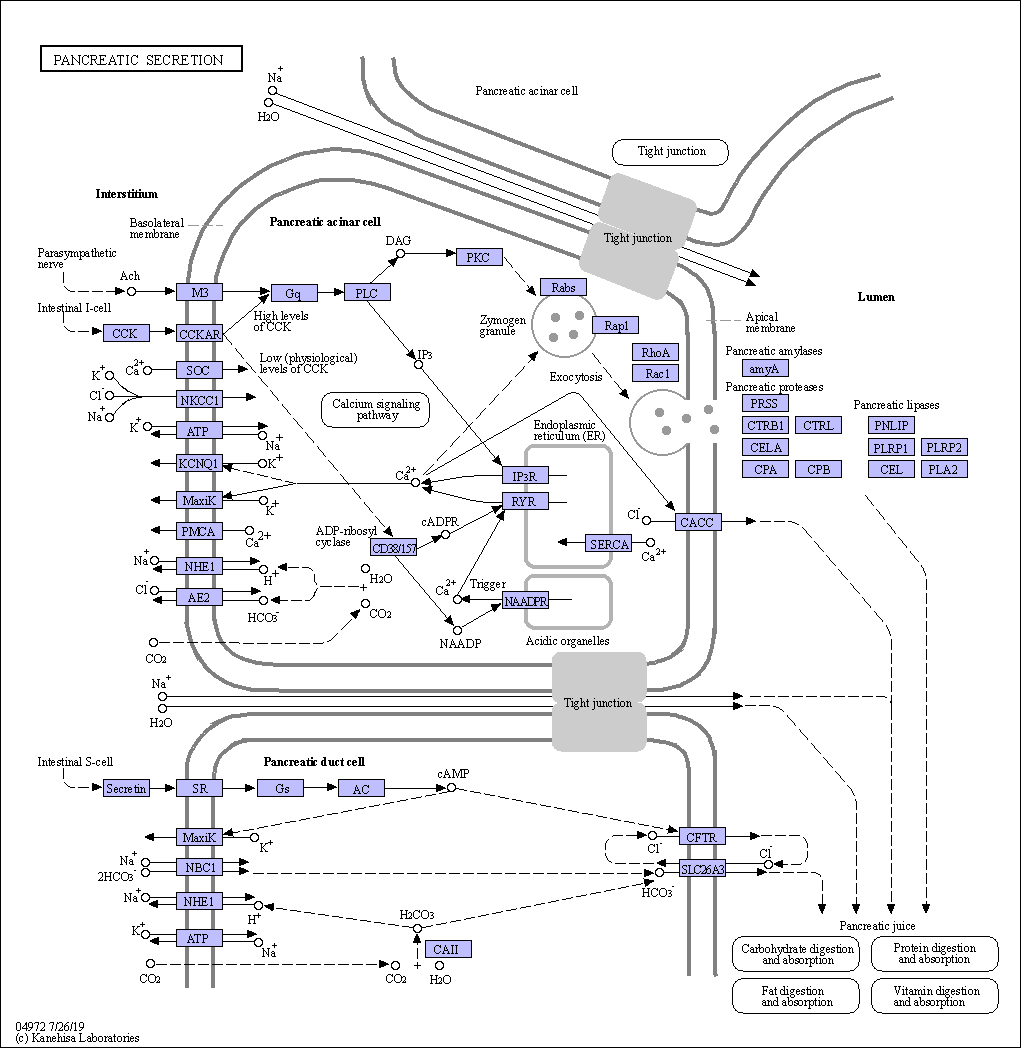 PANCREATIC SECRETION
Na+
H2O
Pancreatic acinar cell
Tight junction
Interstitium
Basolateral
membrane
Pancreatic acinar cell
Tight junction
Parasympathetic
nerve
Ach
DAG
PKC
M3
Gq
PLC
Rabs
Lumen
Intestinal I-cell
CCK
CCKAR
High levels
of CCK
Zymogen
granule
Rap1
Apical
membrane
IP3
RhoA
Rac1
Pancreatic amylases
amyA
Ca2+
SOC
Low (physiological)
levels of CCK
Exocytosis
K+
Cl-
Na+
NKCC1
Pancreatic proteases
PRSS
Calcium signaling
pathway
Pancreatic lipases
CTRB1
CTRL
PNLIP
K+
ATP
Na+
Endoplasmic
reticulum (ER)
CELA
PLRP1
PLRP2
KCNQ1
K+
CPA
CPB
CEL
PLA2
Ca2+
IP3R
MaxiK
K+
RYR
Cl-
CACC
PMCA
Ca2+
ADP-ribosyl
cyclase
cADPR
CD38/157
SERCA
Ca2+
Na+
NHE1
H+
H2O
Cl-
AE2
HCO3-
+
CO2
Ca2+
Trigger
NAADPR
CO2
NAADP
Acidic organelles
Na+
H2O
Tight junction
Intestinal S-cell
Pancreatic duct cell
cAMP
Secretin
SR
Gs
AC
MaxiK
K+
Cl-
CFTR
Na+
2HCO3-
NBC1
HCO3-
SLC26A3
Cl-
Na+
NHE1
H+
H2CO3
K+
ATP
Na+
CAII
CO2
CO2
+
H2O
Pancreatic juice
Carbohydrate digestion
and absorption
Protein digestion
and absorption
Fat digestion
and absorption
Vitamin digestion
and absorption
04972 7/26/19
(c) Kanehisa Laboratories